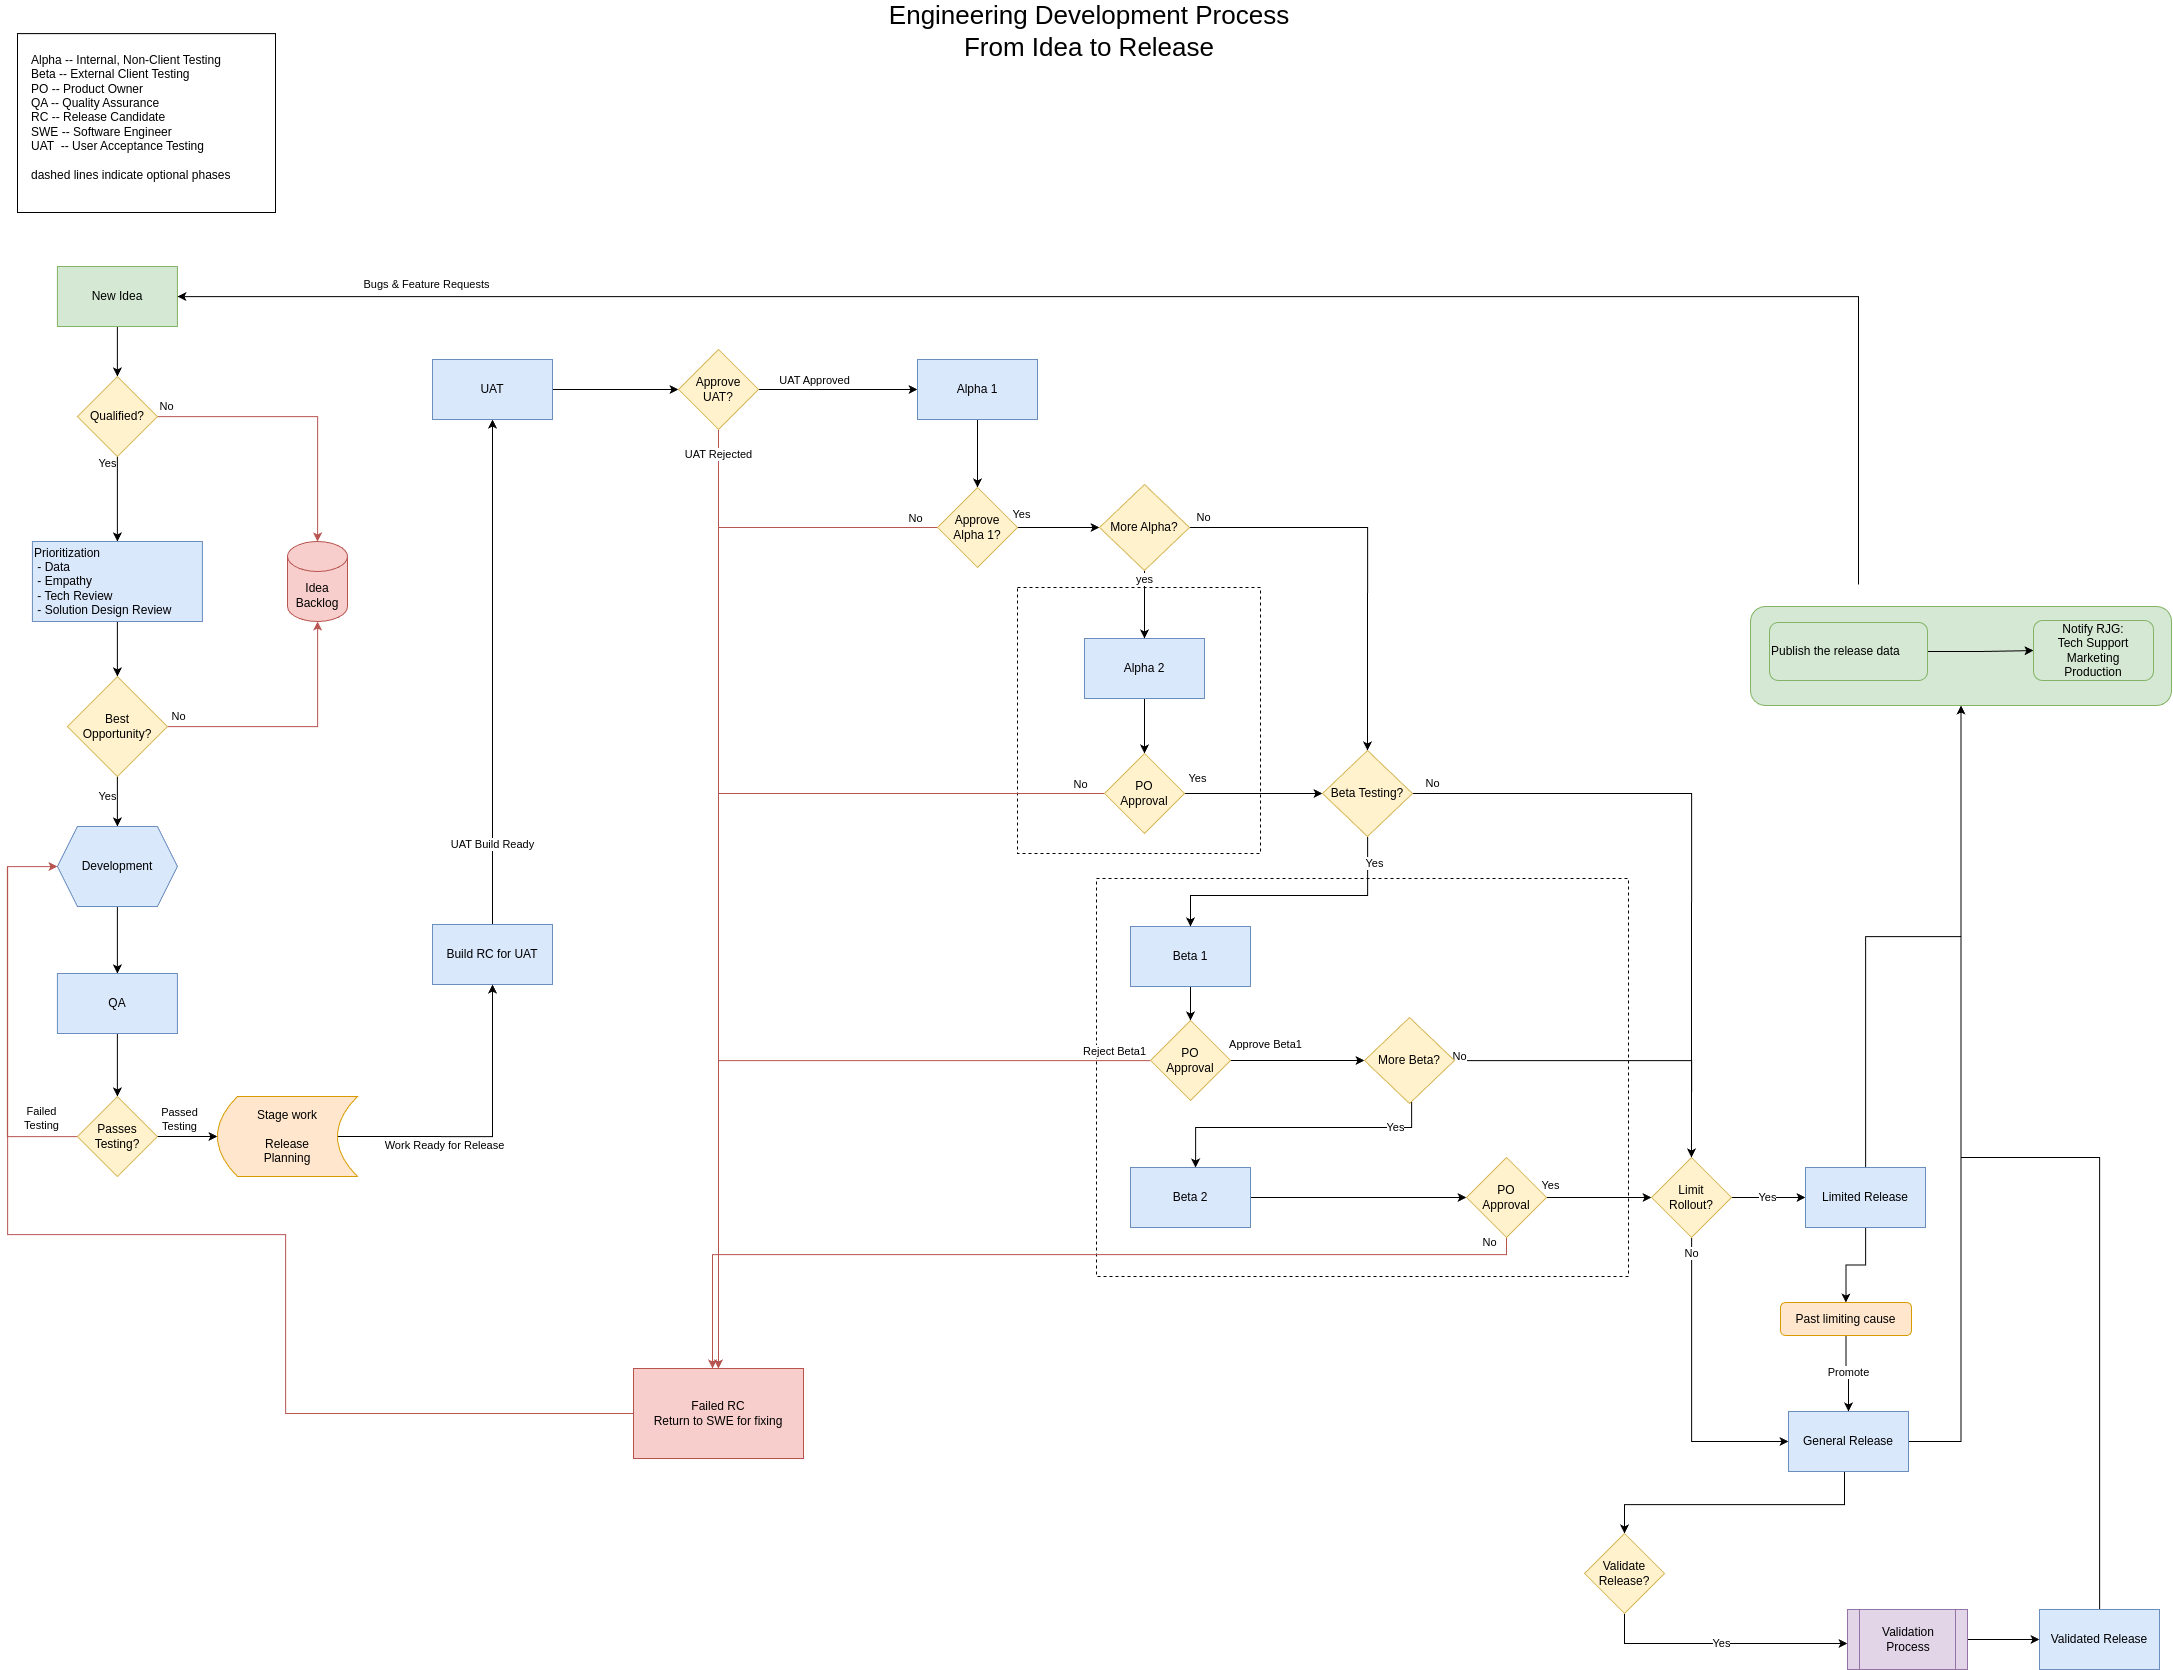 Engineering Development Process
From Idea to Release
Alpha -- Internal, Non-Client Testing
Beta -- External Client Testing
PO -- Product Owner
QA -- Quality Assurance
RC -- Release Candidate
SWE -- Software Engineer
UAT  -- User Acceptance Testing
dashed lines indicate optional phases
Bugs & Feature Requests
New Idea
Qualified?
No
Yes
Prioritization
- Data
- Empathy
- Tech Review
- Solution Design Review
Idea
Backlog
Best
Opportunity?
No
Yes
Development
QA
Passes
Testing?
Failed
Testing
Passed
Testing
Stage work
Release
Planning
Work Ready for Release
Build RC for UAT
UAT Build Ready
UAT
Approve
UAT?
UAT Approved
UAT Rejected
Alpha 1
Approve
Alpha 1?
No
Yes
More Alpha?
No
yes
Alpha 2
PO
Approval
No
Yes
Beta Testing?
No
Yes
Beta 1
PO
Approval
Reject Beta1
Approve Beta1
More Beta?
No
Yes
Beta 2
PO
Approval
Yes
No
Limit
Rollout?
Yes
No
Limited Release
Past limiting cause
Promote
General Release
Validate
Release?
Yes
Validation
Process
Validated Release
Publish the release data
Notify RJG:
Tech Support
Marketing
Production
Failed RC
Return to SWE for fixing